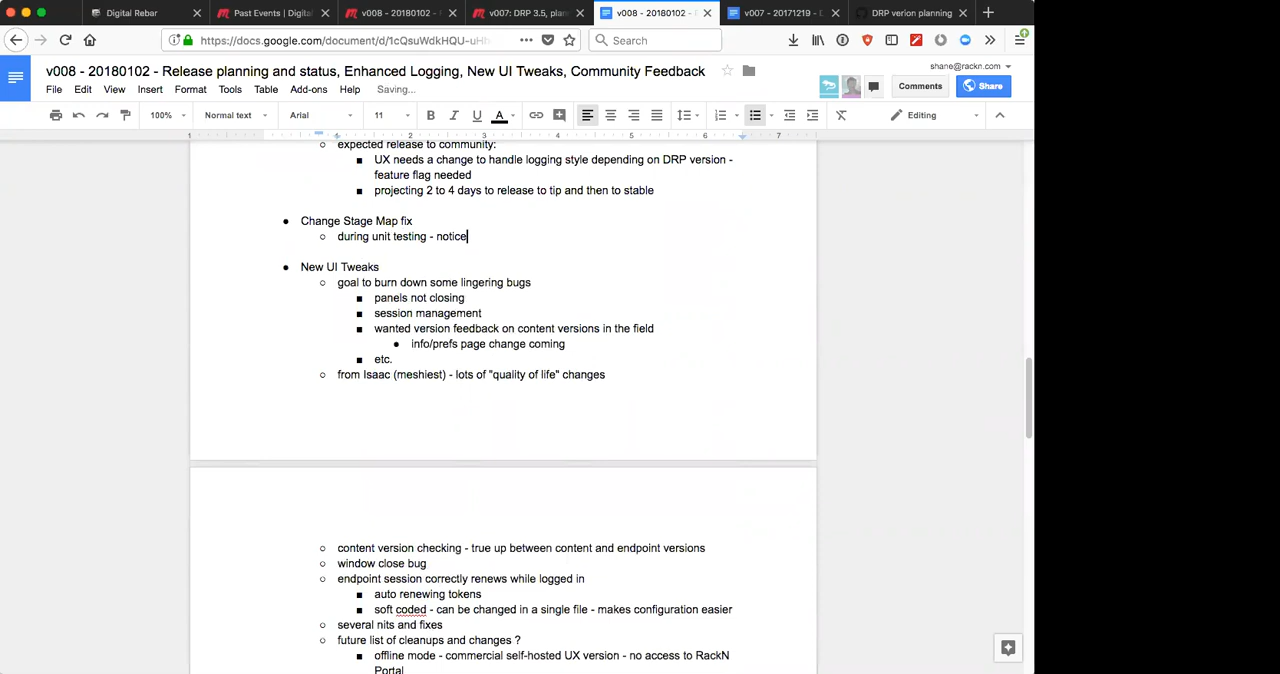 Digital Rebar
Past Events | Digita
v008 - 20180102 -
v007: DRP 3.5, plan
v008 - 20180102 -
v007 - 20171219 -
DRP verion planning
https://docs.google.com/document/d/1cQsuWdkHQU-uH
Search
v008 - 20180102 - Release planning and status, Enhanced Logging, New UI Tweaks, Community Feedback
shane@rackn.com
File Edit View Insert Format Tools Table Add-ons Help Saving...
Comments
Share
100% Normal text Arial 11 B I U A Editing
1 1 2 3 4 5 6 7
expected release to community:
UX needs a change to handle logging style depending on DRP version -
feature flag needed
projecting 2 to 4 days to release to tip and then to stable
Change Stage Map fix
during unit testing - notice
New UI Tweaks
goal to burn down some lingering bugs
panels not closing
session management
wanted version feedback on content versions in the field
info/prefs page change coming
etc.
from Isaac (meshiest) - lots of "quality of life" changes
content version checking - true up between content and endpoint versions
window close bug
endpoint session correctly renews while logged in
auto renewing tokens
soft coded - can be changed in a single file - makes configuration easier
several nits and fixes
future list of cleanups and changes ?
offline mode - commercial self-hosted UX version - no access to RackN
Portal